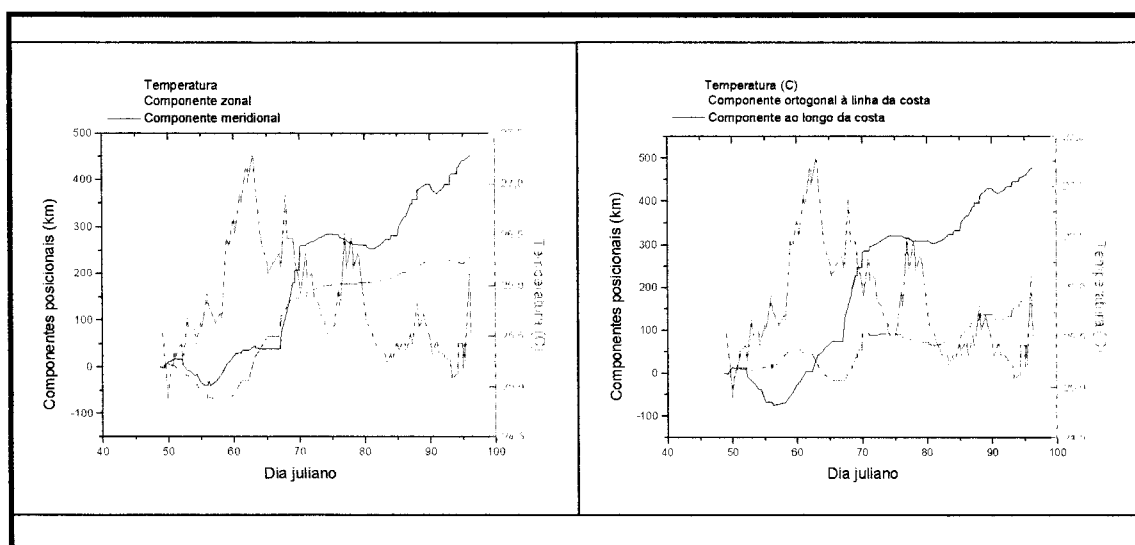 Temperatura
Componente zonal
Componente meridional
500
400
300
200
100
0
-100
40
50
60
70
80
90
100
Componentes posicionais (km)
Dia juliano
Temperatura (C)
Componente ortogonal à linha da costa
Componente ao longo da costa
500
400
300
200
100
0
-100
40
50
60
70
80
90
100
Componentes posicionais (km)
Dia juliano